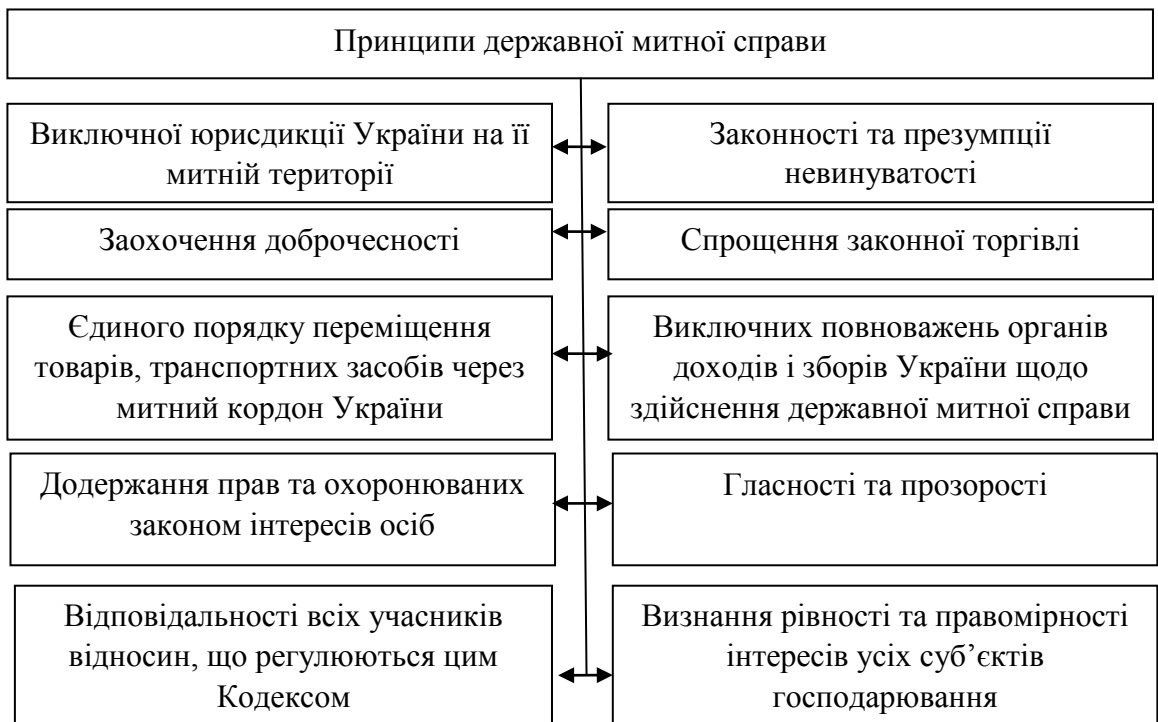 Принципи державної митної справи
Виключної юрисдикції України на її
митній території
Законності та презумпції
невинуватості
Заохочення доброчесності
Спрощення законної торгівлі
Єдиного порядку переміщення
товарів, транспортних засобів через
митний кордон України
Виключних повноважень органів
доходів і зборів України щодо
здійснення державної митної справи
Додержання прав та охоронюваних
законом інтересів осіб
Гласності та прозорості
Відповідальності всіх учасників
відносин, що регулюються цим
Кодексом
Визнання рівності та правомірності
інтересів усіх суб’єктів
господарювання